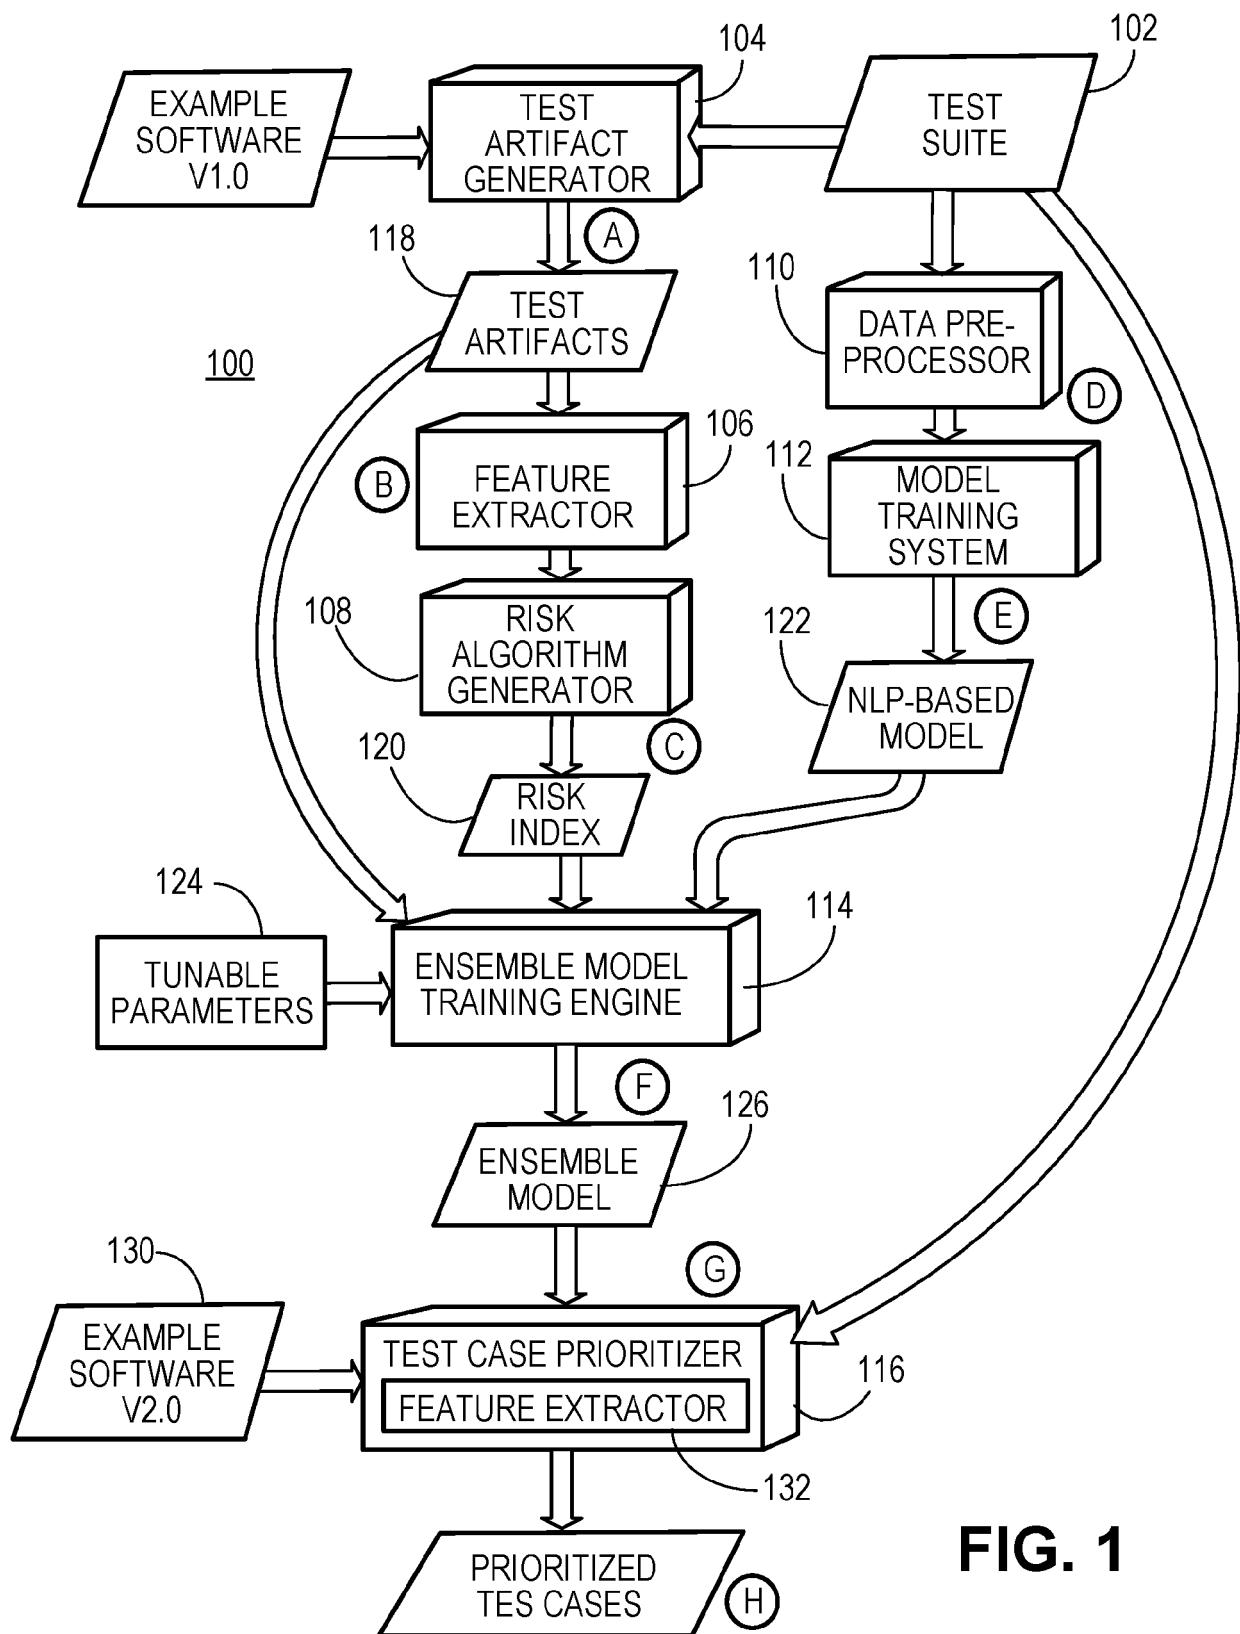 104
102
EXAMPLE
SOFTWARE
V1.0
TEST
ARTIFACT
GENERATOR
TEST
SUITE
A
118
TEST
ARTIFACTS
110
DATA PRE-
PROCESSOR
100
D
106
B
FEATURE
EXTRACTOR
112
MODEL
TRAINING
SYSTEM
108
RISK
ALGORITHM
GENERATOR
E
122
NLP-BASED
MODEL
C
120
RISK
INDEX
124
114
TUNABLE
PARAMETERS
ENSEMBLE MODEL
TRAINING ENGINE
F
126
ENSEMBLE
MODEL
130
G
EXAMPLE
SOFTWARE
V2.0
TEST CASE PRIORITIZER
FEATURE EXTRACTOR
116
132
PRIORITIZED
TES CASES
H
FIG. 1